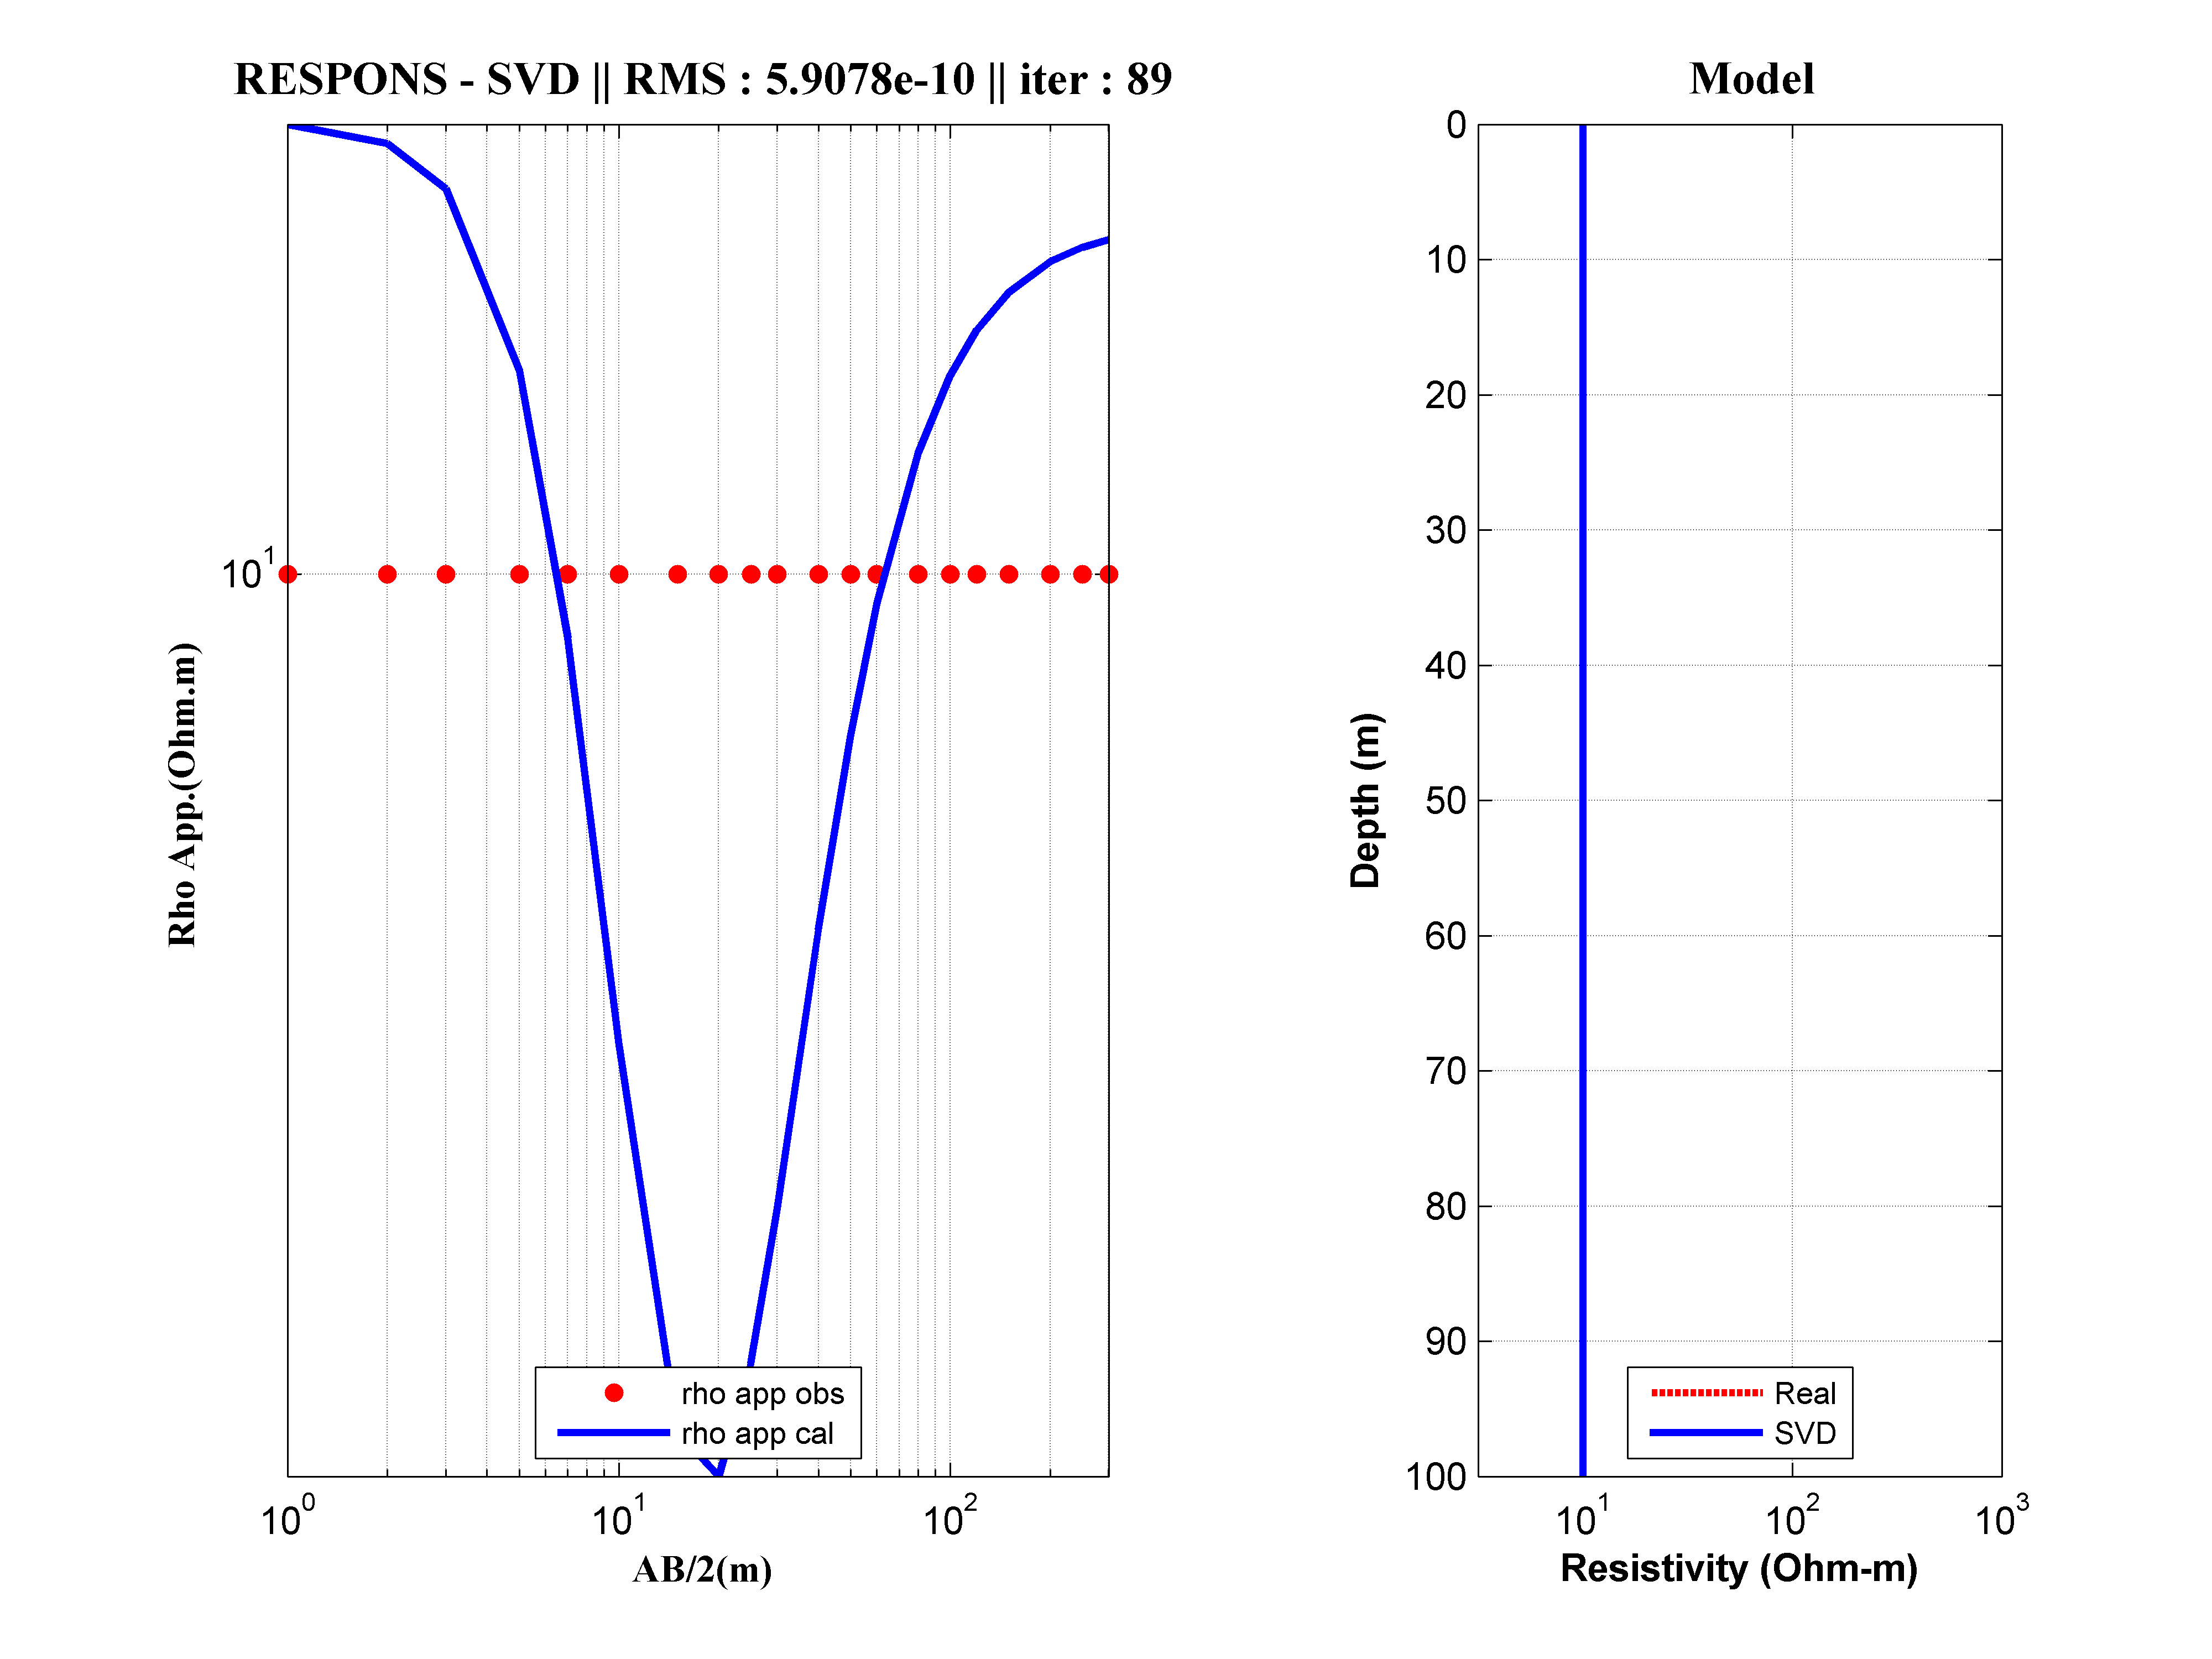 RESPONS - SVD || RMS : 5.9078e-10 || iter : 89
Rho App.(Ohm.m)
10^1
rho app obs
rho app cal
10^0 10^1 10^2
AB/2(m)
Model
Depth (m)
0
10
20
30
40
50
60
70
80
90
100
Real
SVD
10^1 10^2 10^3
Resistivity (Ohm-m)